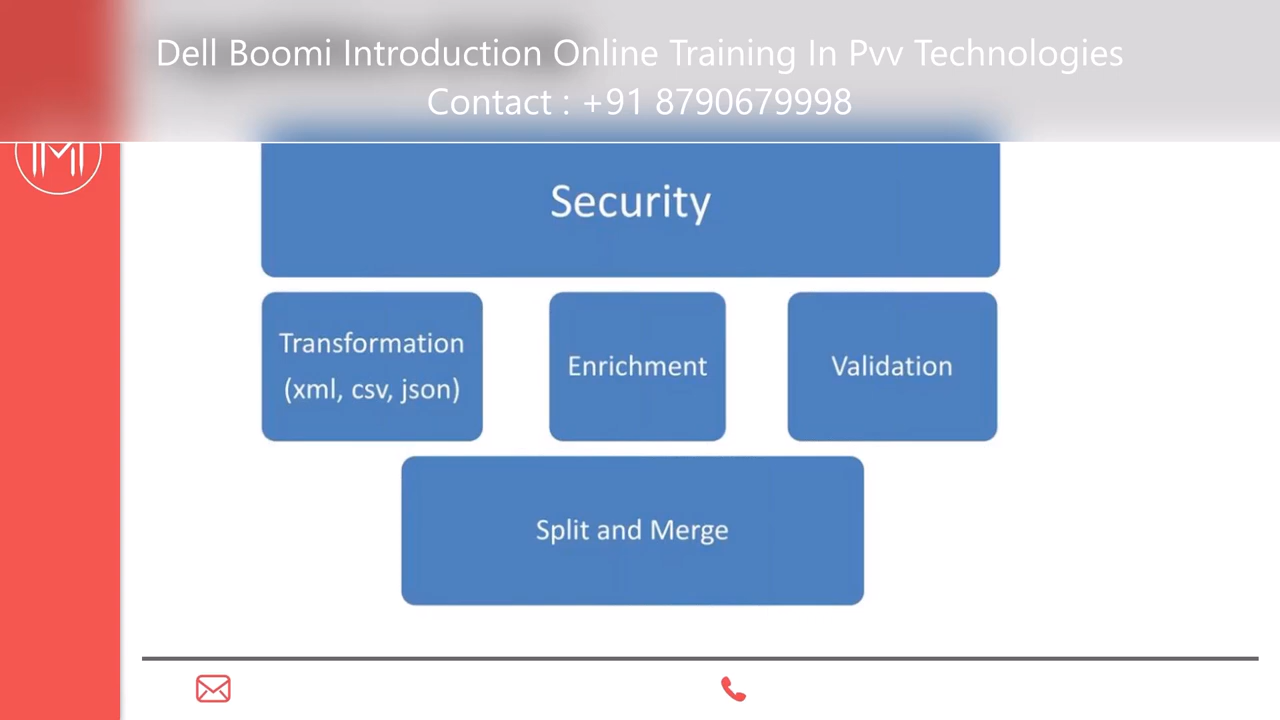 Dell Boomi Introduction Online Training In Pvv Technologies
Contact : +91 8790679998
Security
Transformation
(xml, csv, json)
Enrichment
Validation
Split and Merge